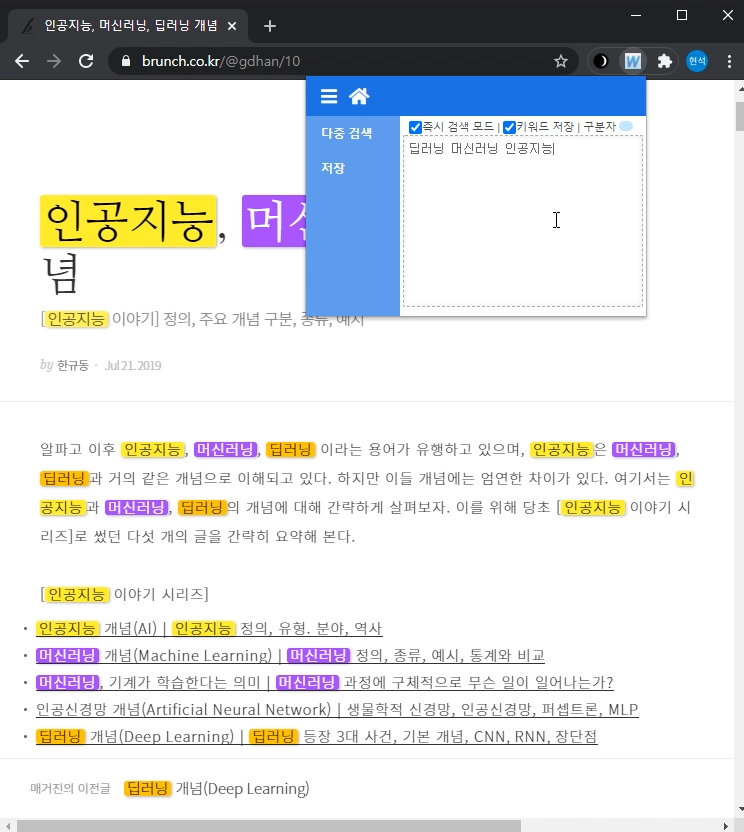 인공지능, 머신러닝, 딥러닝 개념
brunch.co.kr/@gdhan/10
W
현석
다중 검색
저장
즉시 검색 모드 | 키워드 저장 | 구분자
딥러닝 머신러닝 인공지능
인공지능, 머신
념
[인공지능 이야기] 정의, 주요 개념 구분, 종류, 예시
by 한규동 · Jul 21. 2019
알파고 이후 인공지능, 머신러닝, 딥러닝 이라는 용어가 유행하고 있으며, 인공지능은 머신러닝,
딥러닝과 거의 같은 개념으로 이해되고 있다. 하지만 이들 개념에는 엄연한 차이가 있다. 여기서는 인
공지능과 머신러닝, 딥러닝의 개념에 대해 간략하게 살펴보자. 이를 위해 당초 [인공지능 이야기 시리
즈]로 썼던 다섯 개의 글을 간략히 요약해 본다.
[인공지능 이야기 시리즈]
· 인공지능 개념(AI) | 인공지능 정의, 유형. 분야, 역사
· 머신러닝 개념(Machine Learning) | 머신러닝 정의, 종류, 예시, 통계와 비교
· 머신러닝, 기계가 학습한다는 의미 | 머신러닝 과정에 구체적으로 무슨 일이 일어나는가?
· 인공신경망 개념(Artificial Neural Network) | 생물학적 신경망, 인공신경망, 퍼셉트론, MLP
· 딥러닝 개념(Deep Learning) | 딥러닝 등장 3대 사건, 기본 개념, CNN, RNN, 장단점
매거진의 이전글 딥러닝 개념(Deep Learning)